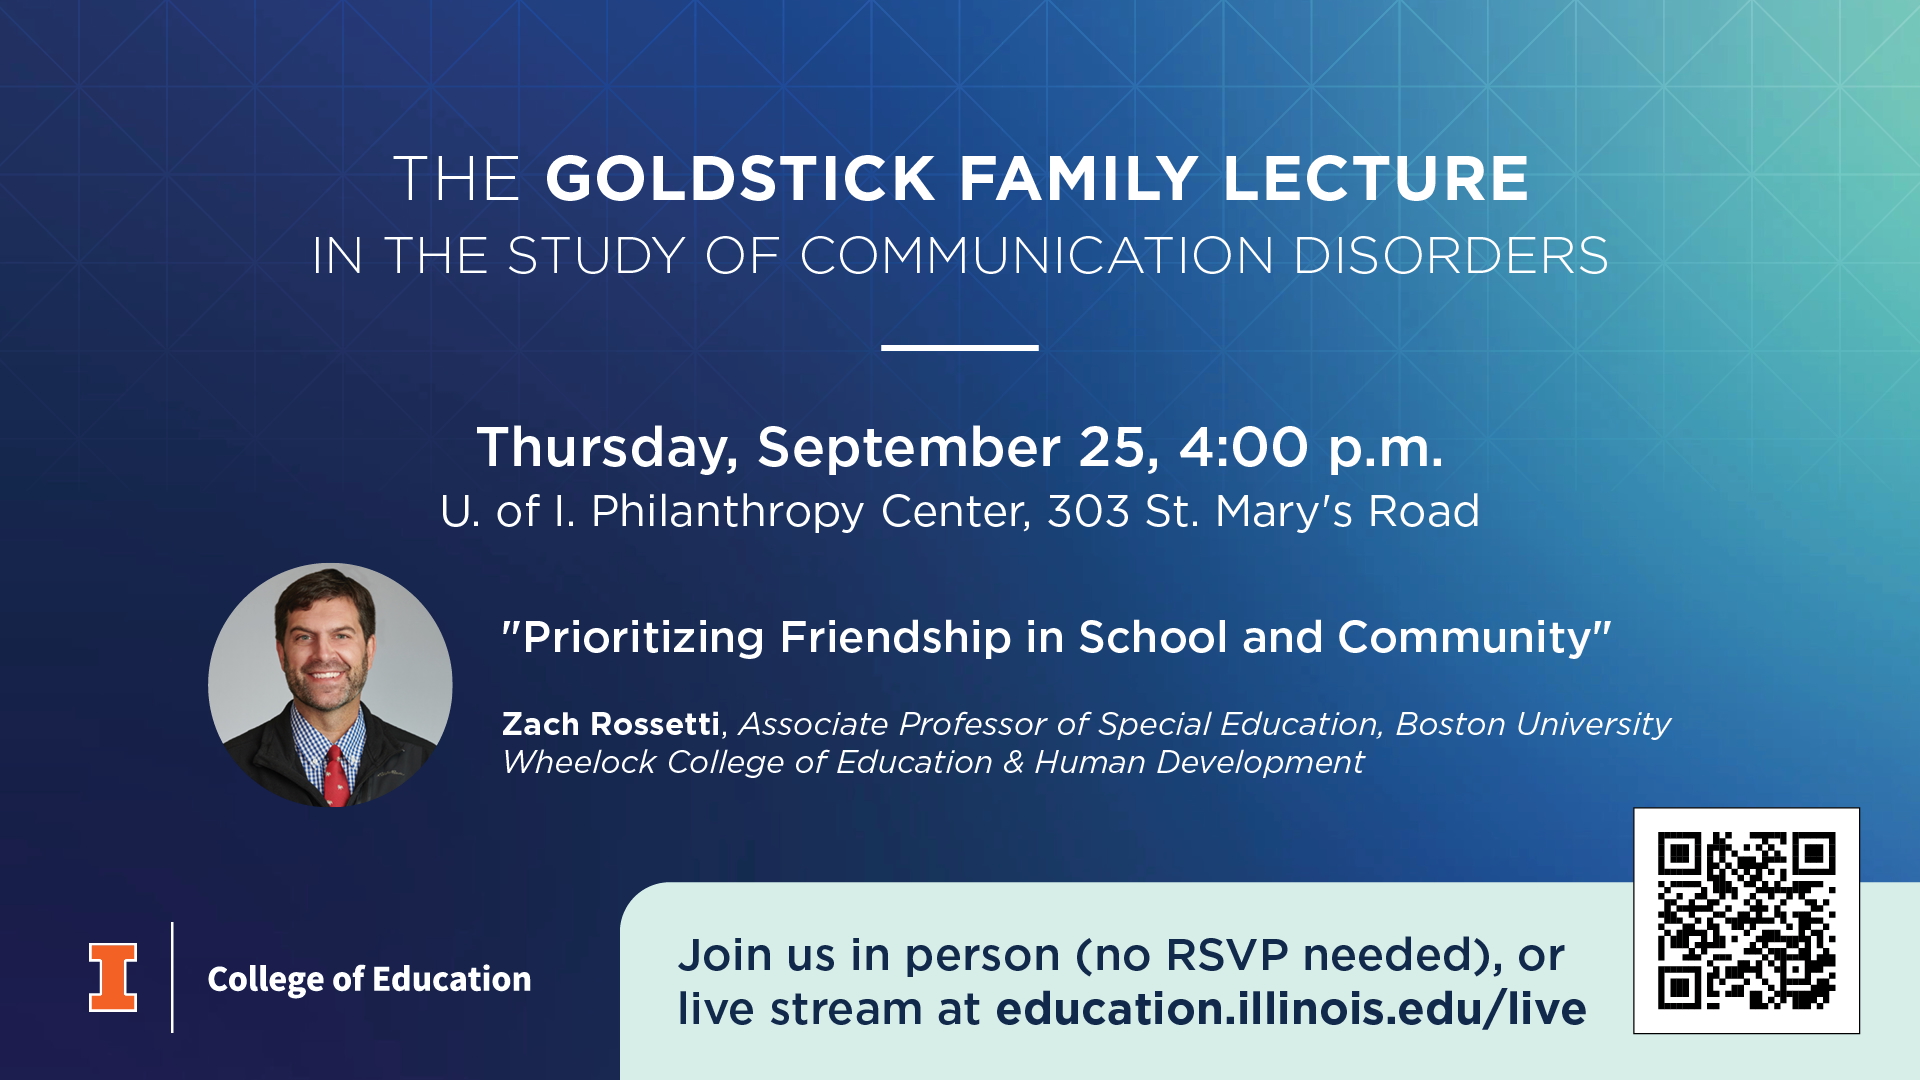 THE GOLDSTICK FAMILY LECTURE
IN THE STUDY OF COMMUNICATION DISORDERS
Thursday, September 25, 4:00 p.m.
U. of I. Philanthropy Center, 303 St. Mary's Road
"Prioritizing Friendship in School and Community"
Zach Rossetti, Associate Professor of Special Education, Boston University
Wheelock College of Education & Human Development
I
College of Education
Join us in person (no RSVP needed), or
live stream at education.illinois.edu/live